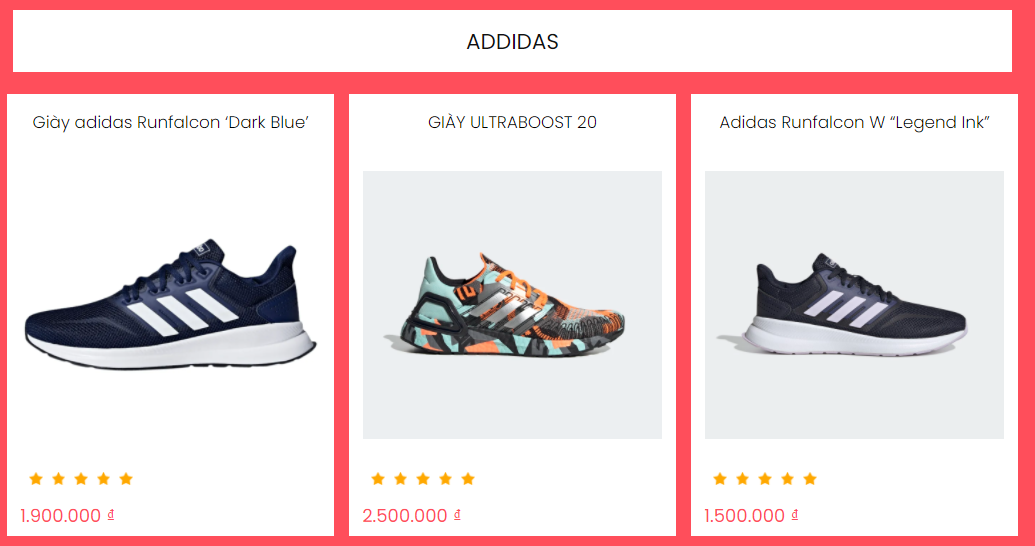 ADDIDAS
Giày adidas Runfalcon ‘Dark Blue’
GIÀY ULTRABOOST 20
Adidas Runfalcon W “Legend Ink”
1.900.000 ₫
2.500.000 ₫
1.500.000 ₫